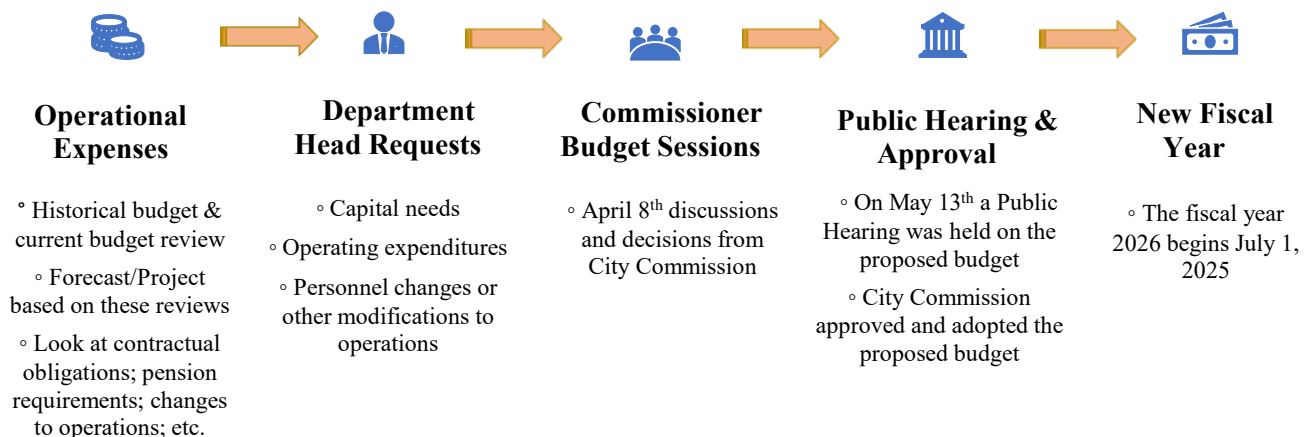 Operational
Expenses
° Historical budget &
current budget review
◦ Forecast/Project
based on these reviews
◦ Look at contractual
obligations; pension
requirements; changes
to operations; etc.
Department
Head Requests
◦ Capital needs
◦ Operating expenditures
◦ Personnel changes or
other modifications to
operations
Commissioner
Budget Sessions
◦ April 8th discussions
and decisions from
City Commission
Public Hearing &
Approval
◦ On May 13th a Public
Hearing was held on the
proposed budget
◦ City Commission
approved and adopted the
proposed budget
New Fiscal
Year
◦ The fiscal year
2026 begins July 1,
2025